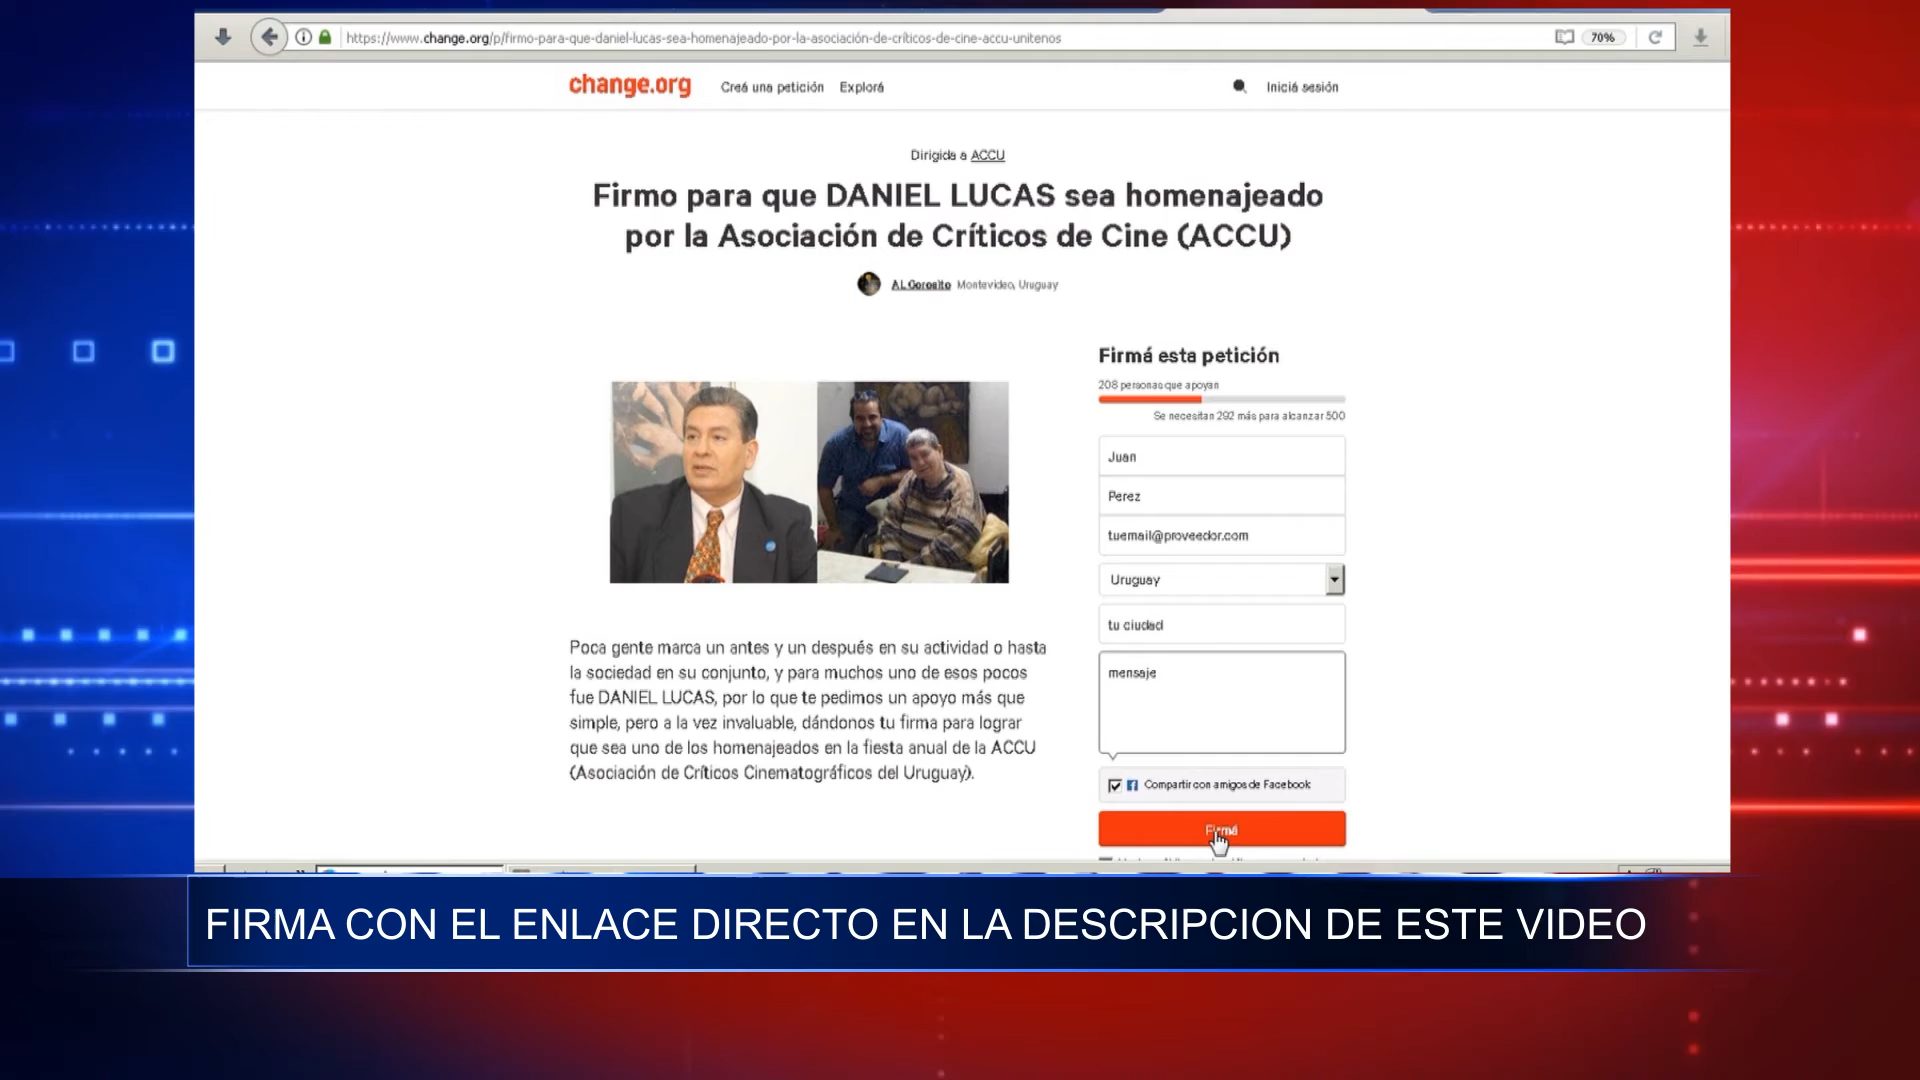 https://www.change.org/p/firmo-para-que-daniel-lucas-sea-homenajeado-por-la-asociación-de-críticos-de-cine-accu-unitenos
70%
change.org
Creá una petición
Explorá
Iniciá sesión
Dirigida a ACCU
Firmo para que DANIEL LUCAS sea homenajeado
por la Asociación de Críticos de Cine (ACCU)
AL Gorosito Montevideo, Uruguay
Firmá esta petición
208 personas que apoyan
Se necesitan 292 más para alcanzar 500
Juan
Perez
tuemail@proveedor.com
Uruguay
tu ciudad
mensaje
Compartir con amigos de Facebook
Firmá
Poca gente marca un antes y un después en su actividad o hasta
la sociedad en su conjunto, y para muchos uno de esos pocos
fue DANIEL LUCAS, por lo que te pedimos un apoyo más que
simple, pero a la vez invaluable, dándonos tu firma para lograr
que sea uno de los homenajeados en la fiesta anual de la ACCU
(Asociación de Críticos Cinematográficos del Uruguay).
FIRMA CON EL ENLACE DIRECTO EN LA DESCRIPCION DE ESTE VIDEO